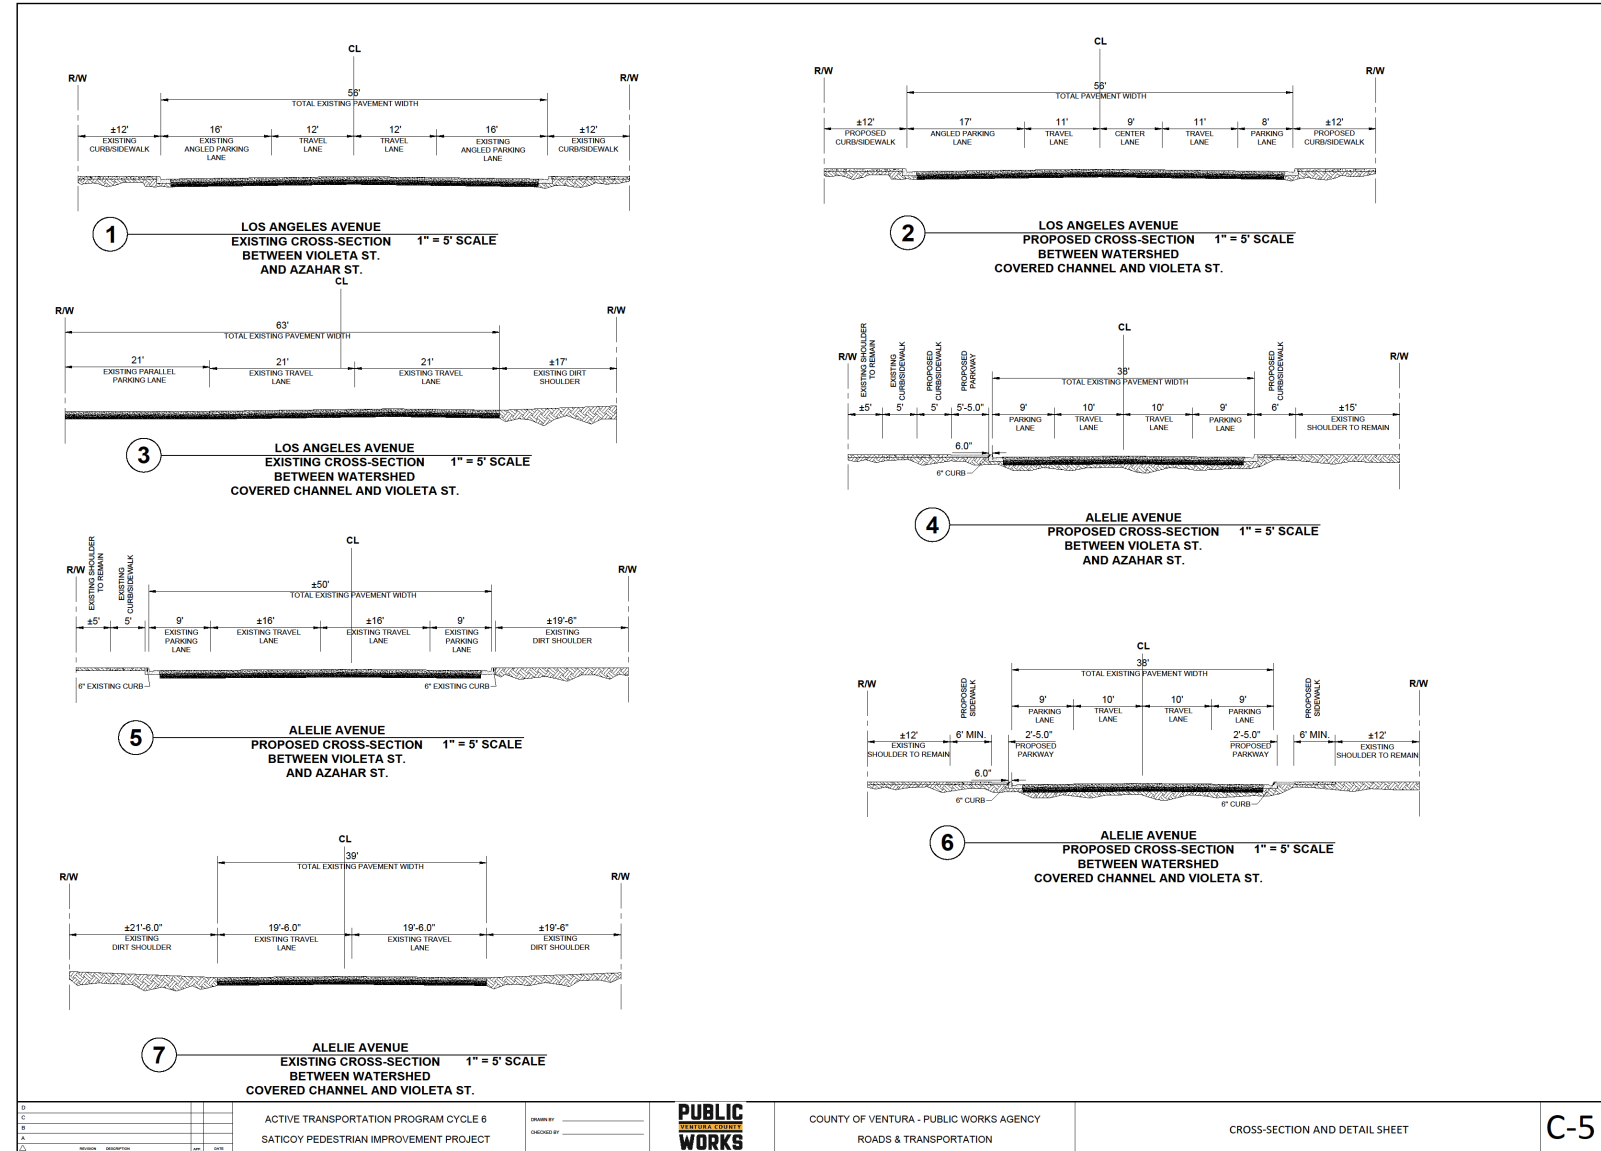 CL
R/W
R/W
56'
TOTAL EXISTING PAVEMENT WIDTH
±12'
EXISTING
CURB/SIDEWALK
16'
EXISTING
ANGLED PARKING
LANE
12'
TRAVEL
LANE
12'
TRAVEL
LANE
16'
EXISTING
ANGLED PARKING
LANE
±12'
EXISTING
CURB/SIDEWALK
1
LOS ANGELES AVENUE
EXISTING CROSS-SECTION 1" = 5' SCALE
BETWEEN VIOLETA ST.
AND AZAHAR ST.
CL
R/W
R/W
56'
TOTAL PAVEMENT WIDTH
±12'
PROPOSED
CURB/SIDEWALK
17'
ANGLED PARKING
LANE
11'
TRAVEL
LANE
9'
CENTER
LANE
11'
TRAVEL
LANE
8'
PARKING
LANE
±12'
PROPOSED
CURB/SIDEWALK
2
LOS ANGELES AVENUE
PROPOSED CROSS-SECTION 1" = 5' SCALE
BETWEEN WATERSHED
COVERED CHANNEL AND VIOLETA ST.
CL
R/W
R/W
63'
TOTAL EXISTING PAVEMENT WIDTH
21'
EXISTING PARALLEL
PARKING LANE
21'
EXISTING TRAVEL
LANE
21'
EXISTING TRAVEL
LANE
±17'
EXISTING DIRT
SHOULDER
3
LOS ANGELES AVENUE
EXISTING CROSS-SECTION 1" = 5' SCALE
BETWEEN WATERSHED
COVERED CHANNEL AND VIOLETA ST.
CL
R/W
R/W
EXISTING SHOULDER
TO REMAIN
EXISTING
CURB/SIDEWALK
PROPOSED
CURB/SIDEWALK
PROPOSED
PARKWAY
38'
TOTAL EXISTING PAVEMENT WIDTH
PROPOSED
CURB/SIDEWALK
±5'
5'
5'
5'-5.0"
9'
PARKING
LANE
10'
TRAVEL
LANE
10'
TRAVEL
LANE
9'
PARKING
LANE
6'
±15'
EXISTING
SHOULDER TO REMAIN
6.0"
6" CURB
4
ALELIE AVENUE
PROPOSED CROSS-SECTION 1" = 5' SCALE
BETWEEN VIOLETA ST.
AND AZAHAR ST.
CL
R/W
R/W
EXISTING SHOULDER
TO REMAIN
EXISTING
CURB/SIDEWALK
±50'
TOTAL EXISTING PAVEMENT WIDTH
±5'
5'
9'
EXISTING
PARKING
LANE
±16'
EXISTING TRAVEL
LANE
±16'
EXISTING TRAVEL
LANE
9'
EXISTING
PARKING
LANE
±19'-6"
EXISTING
DIRT SHOULDER
6" EXISTING CURB
6" EXISTING CURB
5
ALELIE AVENUE
PROPOSED CROSS-SECTION 1" = 5' SCALE
BETWEEN VIOLETA ST.
AND AZAHAR ST.
CL
R/W
R/W
38'
TOTAL EXISTING PAVEMENT WIDTH
PROPOSED
SIDEWALK
PROPOSED
SIDEWALK
9'
PARKING
LANE
10'
TRAVEL
LANE
10'
TRAVEL
LANE
9'
PARKING
LANE
±12'
EXISTING
SHOULDER TO REMAIN
6' MIN.
2'-5.0"
PROPOSED
PARKWAY
2'-5.0"
PROPOSED
PARKWAY
6' MIN.
±12'
EXISTING
SHOULDER TO REMAIN
6.0"
6" CURB
6" CURB
6
ALELIE AVENUE
PROPOSED CROSS-SECTION 1" = 5' SCALE
BETWEEN WATERSHED
COVERED CHANNEL AND VIOLETA ST.
CL
R/W
R/W
39'
TOTAL EXISTING PAVEMENT WIDTH
±21'-6.0"
EXISTING
DIRT SHOULDER
19'-6.0"
EXISTING TRAVEL
LANE
19'-6.0"
EXISTING TRAVEL
LANE
±19'-6"
EXISTING
DIRT SHOULDER
7
ALELIE AVENUE
EXISTING CROSS-SECTION 1" = 5' SCALE
BETWEEN WATERSHED
COVERED CHANNEL AND VIOLETA ST.
D
C
B
A
REVISION DESCRIPTION APP. DATE
ACTIVE TRANSPORTATION PROGRAM CYCLE 6
SATICOY PEDESTRIAN IMPROVEMENT PROJECT
DRAWN BY
CHECKED BY
PUBLIC
VENTURA COUNTY
WORKS
COUNTY OF VENTURA - PUBLIC WORKS AGENCY
ROADS & TRANSPORTATION
CROSS-SECTION AND DETAIL SHEET
C-5